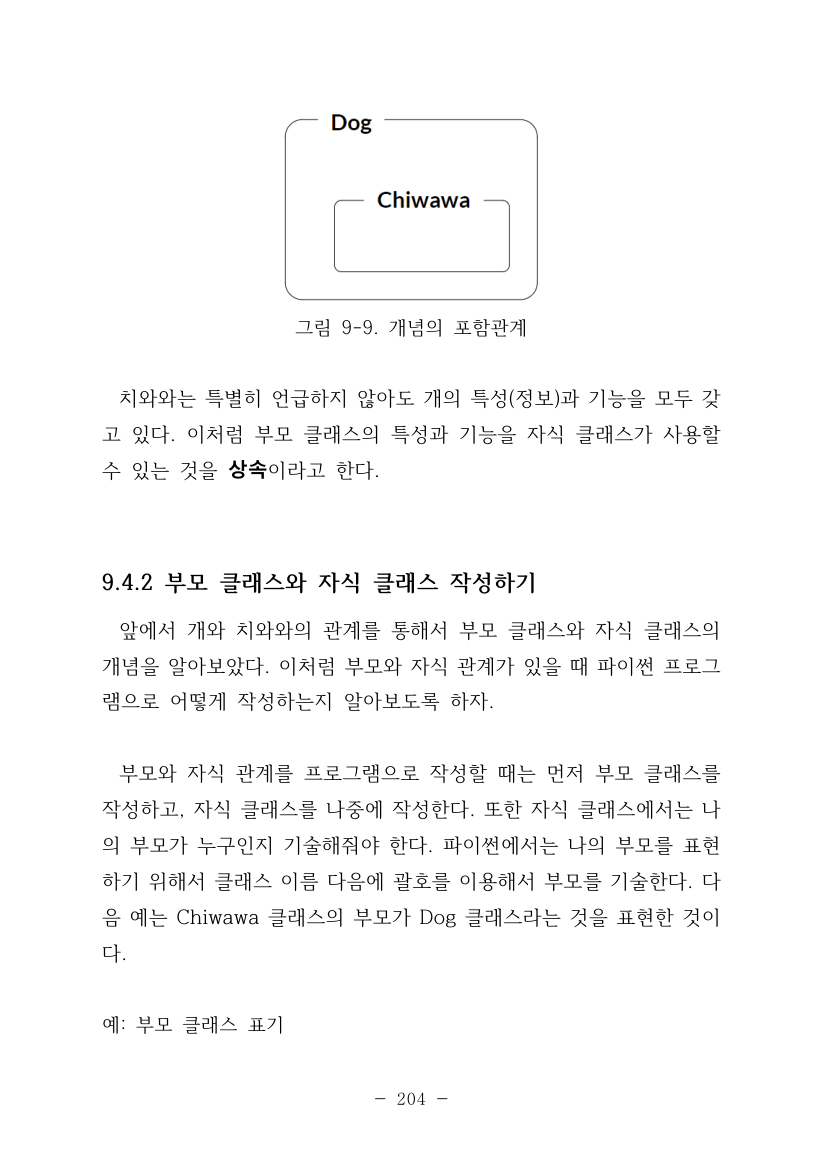 Dog
Chiwawa
그림 9-9. 개념의 포함관계
치와와는 특별히 언급하지 않아도 개의 특성(정보)과 기능을 모두 갖
고 있다. 이처럼 부모 클래스의 특성과 기능을 자식 클래스가 사용할
수 있는 것을 상속이라고 한다.
9.4.2 부모 클래스와 자식 클래스 작성하기
앞에서 개와 치와와의 관계를 통해서 부모 클래스와 자식 클래스의
개념을 알아보았다. 이처럼 부모와 자식 관계가 있을 때 파이썬 프로그
램으로 어떻게 작성하는지 알아보도록 하자.
부모와 자식 관계를 프로그램으로 작성할 때는 먼저 부모 클래스를
작성하고, 자식 클래스를 나중에 작성한다. 또한 자식 클래스에서는 나
의 부모가 누구인지 기술해줘야 한다. 파이썬에서는 나의 부모를 표현
하기 위해서 클래스 이름 다음에 괄호를 이용해서 부모를 기술한다. 다
음 예는 Chiwawa 클래스의 부모가 Dog 클래스라는 것을 표현한 것이
다.
예: 부모 클래스 표기
- 204 -